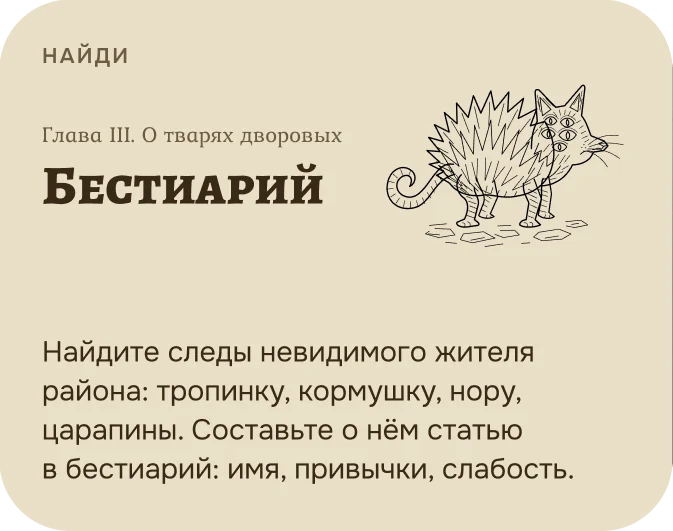 НАЙДИ
Глава III. О тварях дворовых
Бестиарий
Найдите следы невидимого жителя
района: тропинку, кормушку, нору,
царапины. Составьте о нём статью
в бестиарий: имя, привычки, слабость.